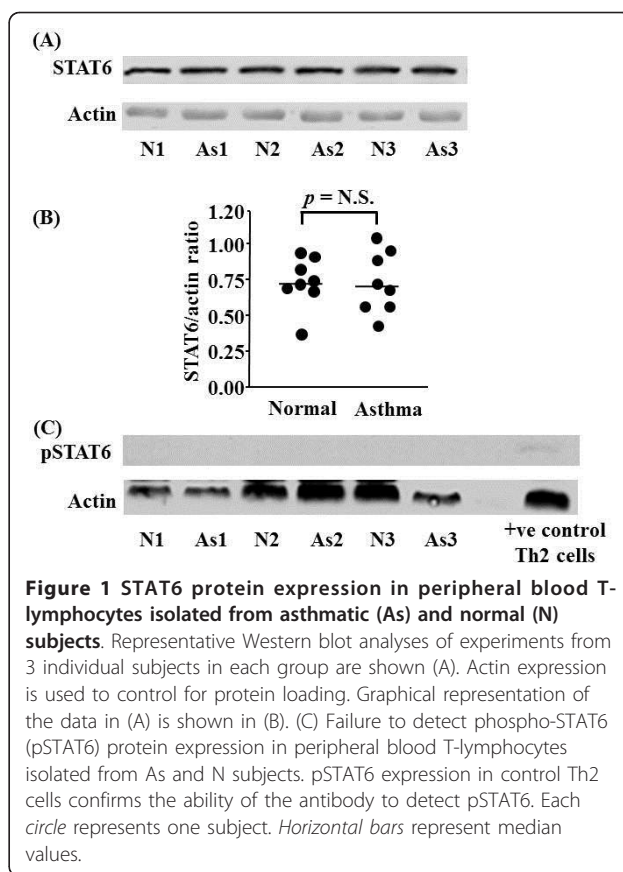 (A)
STAT6
Actin
N1 As1 N2 As2 N3 As3
(B)
p = N.S.
STAT6/actin ratio
1.20
1.00
0.75
0.50
0.25
0.00
Normal Asthma
(C)
pSTAT6
Actin
N1 As1 N2 As2 N3 As3
+ve control
Th2 cells
Figure 1 STAT6 protein expression in peripheral blood T-
lymphocytes isolated from asthmatic (As) and normal (N)
subjects. Representative Western blot analyses of experiments from
3 individual subjects in each group are shown (A). Actin expression
is used to control for protein loading. Graphical representation of
the data in (A) is shown in (B). (C) Failure to detect phospho-STAT6
(pSTAT6) protein expression in peripheral blood T-lymphocytes
isolated from As and N subjects. pSTAT6 expression in control Th2
cells confirms the ability of the antibody to detect pSTAT6. Each
circle represents one subject. Horizontal bars represent median
values.